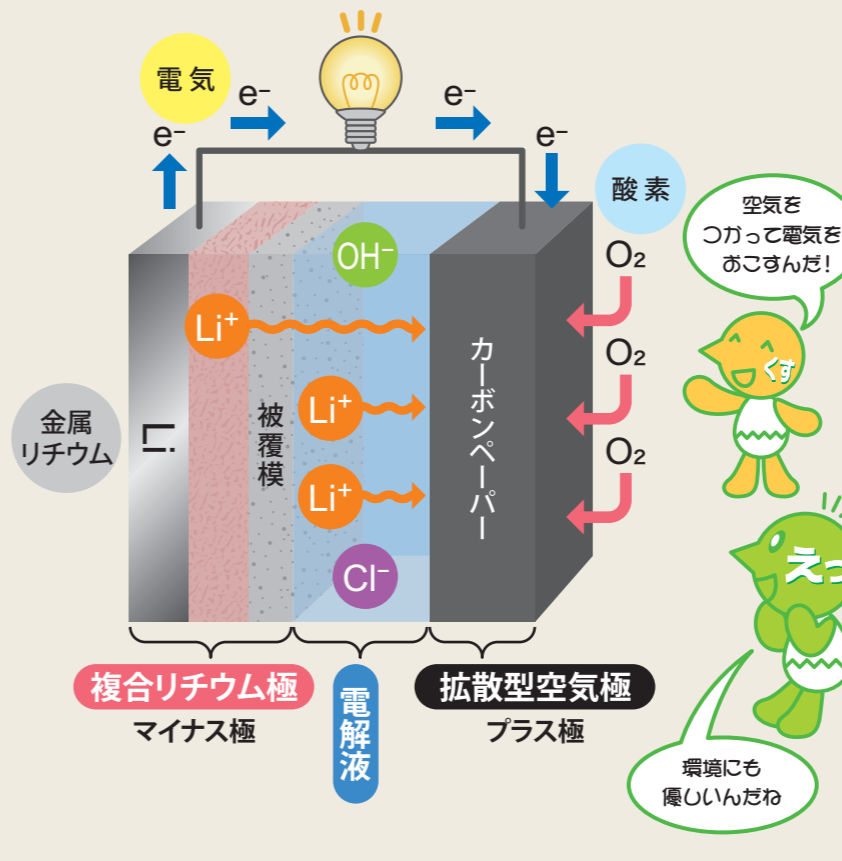 電気
e⁻
e⁻
e⁻
e⁻
酸素
空気を
つかって電気を
おこすんだ!
OH⁻
O₂
Li⁺
くす
O₂
カーボンペーパー
金属
リチウム
Li
被覆模
Li⁺
O₂
Li⁺
えっ
Cl⁻
複合リチウム極
マイナス極
電解液
拡散型空気極
プラス極
環境にも
優しいんだね